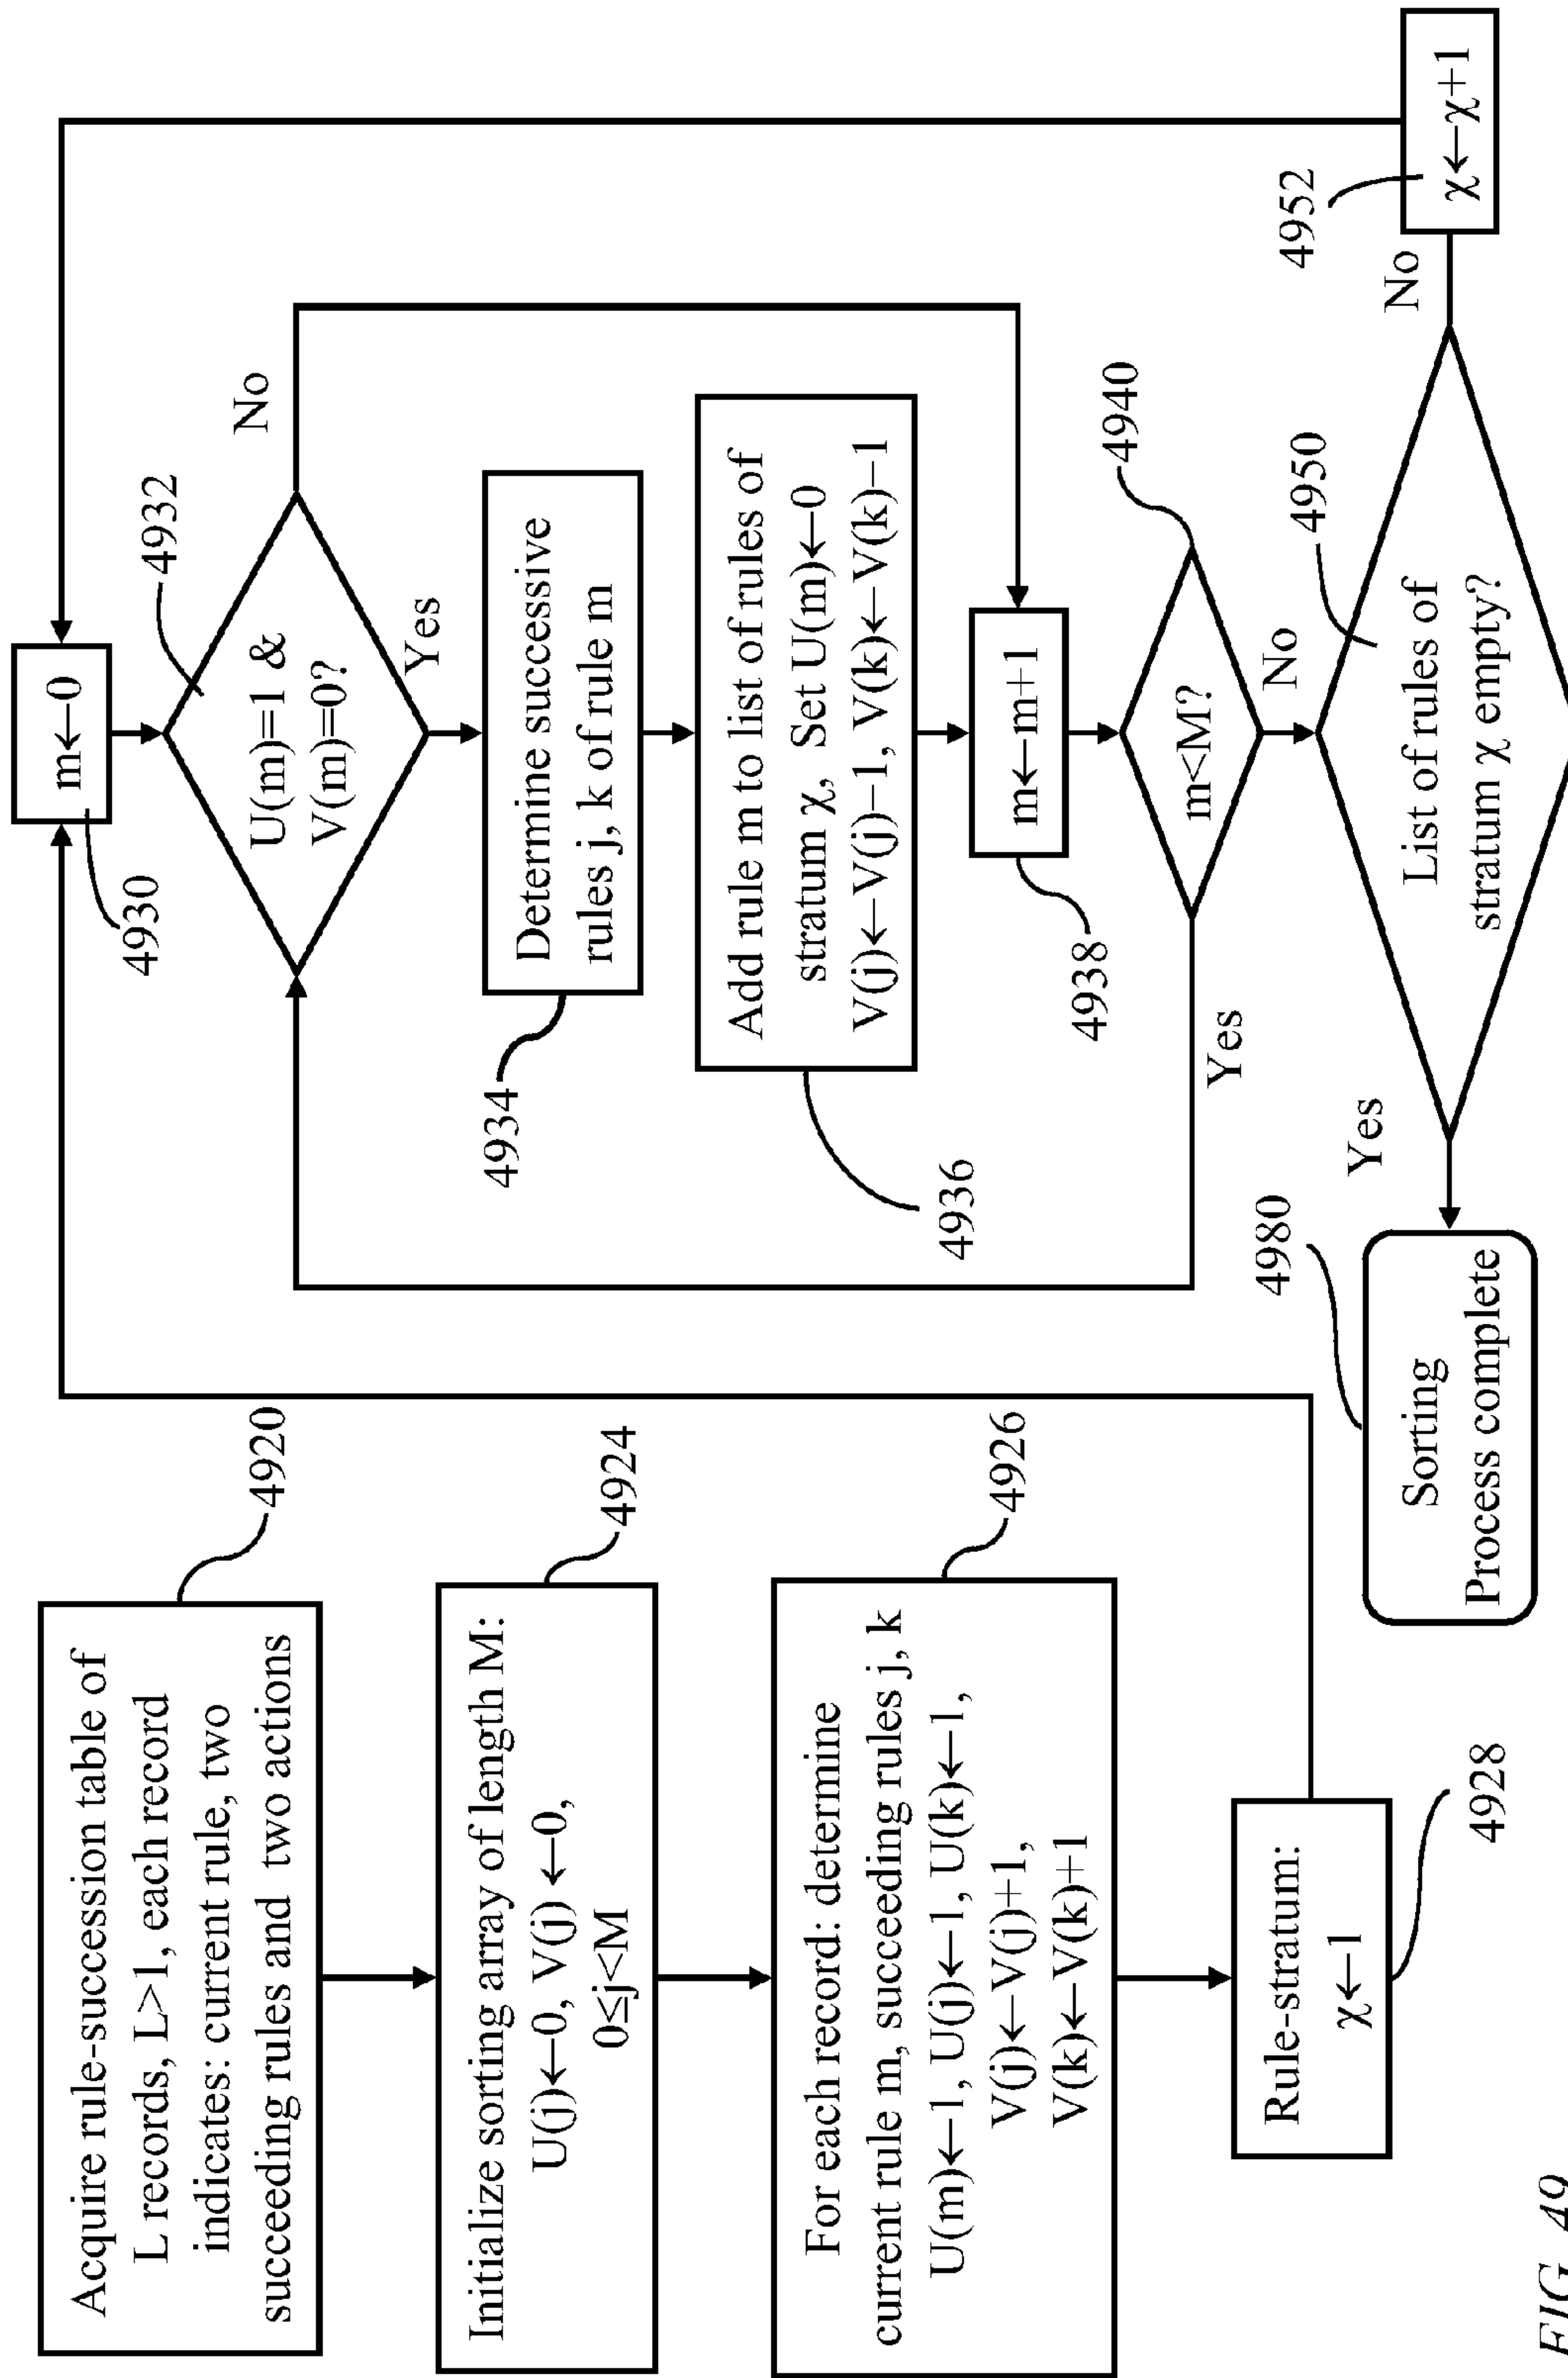 Acquire rule-succession table of
L records, L>1, each record
indicates: current rule, two
succeeding rules and two actions
4920
Initialize sorting array of length M:
U(j)←0, V(j) ←0,
0≤j<M
4924
For each record: determine
current rule m, succeeding rules j, k
U(m)←1, U(j)←1, U(k)←1,
V(j)←V(j)+1,
V(k)←V(k)+1
4926
Rule-stratum:
χ←1
4928
m←0
4930
U(m)=1 &
V(m)=0?
4932
No
Yes
Determine successive
rules j, k of rule m
4934
Add rule m to list of rules of
stratum χ, Set U(m)←0
V(j)←V(j)−1, V(k)←V(k)−1
4936
m←m+1
4938
m<M?
4940
Yes
No
List of rules of
stratum χ empty?
4950
Yes
No
χ←χ+1
4952
Sorting
Process complete
4980
FIG. 49